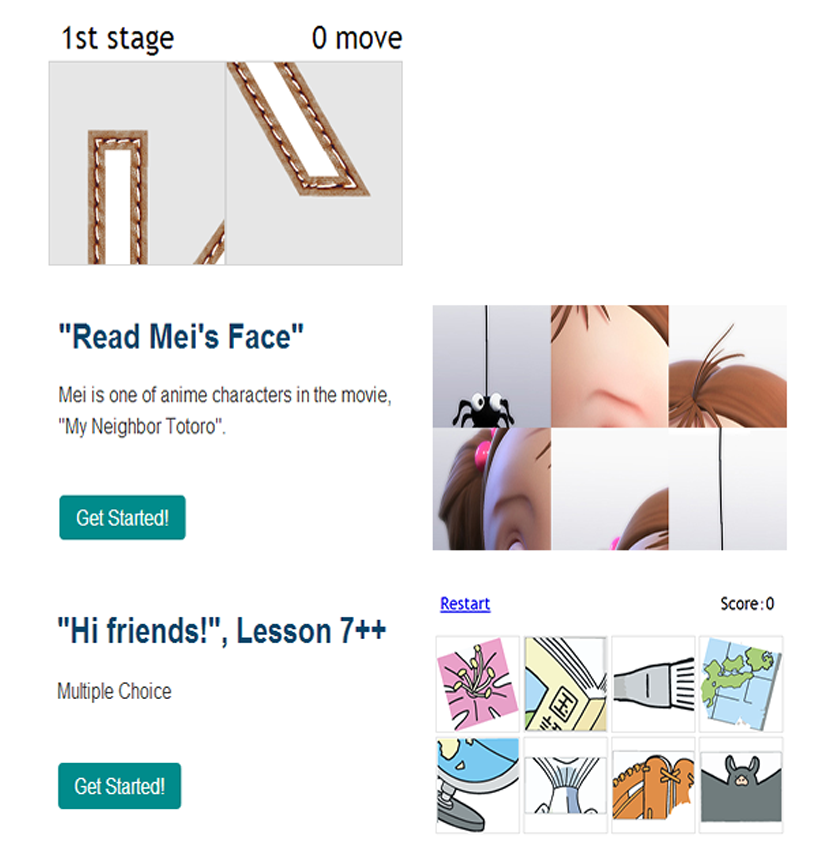 1st stage 0 move
"Read Mei's Face"
Mei is one of anime characters in the movie,
"My Neighbor Totoro".
Get Started!
Restart Score:0
"Hi friends!", Lesson 7++
Multiple Choice
Get Started!